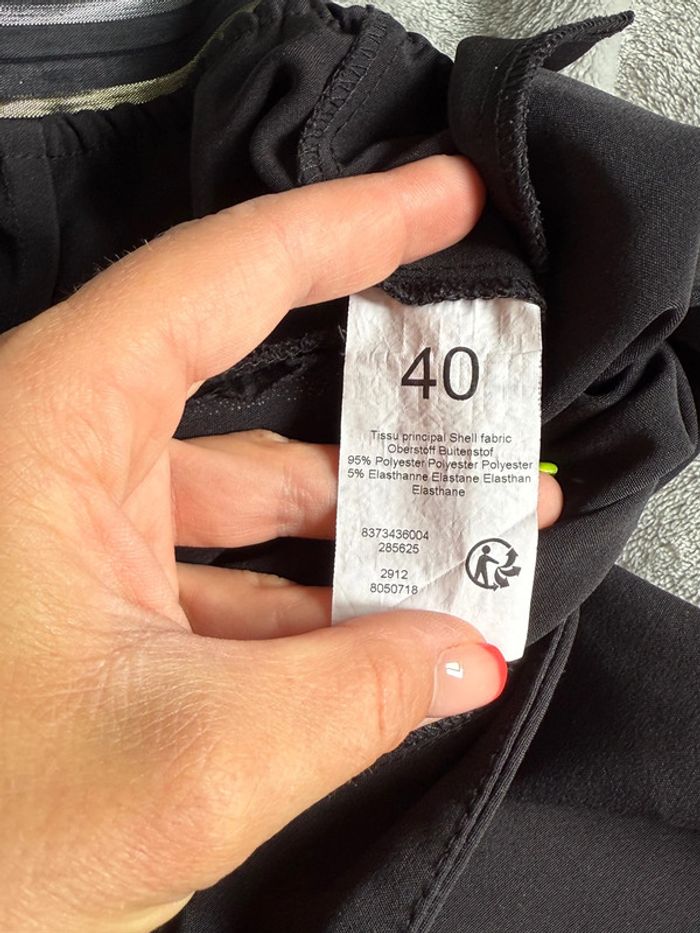 40
Tissu principal Shell fabric
Oberstoff Buitenstof
95% Polyester Polyester Polyester
5% Elasthanne Elastane Elasthan
Elasthane
8373436004
285625
2912
8050718